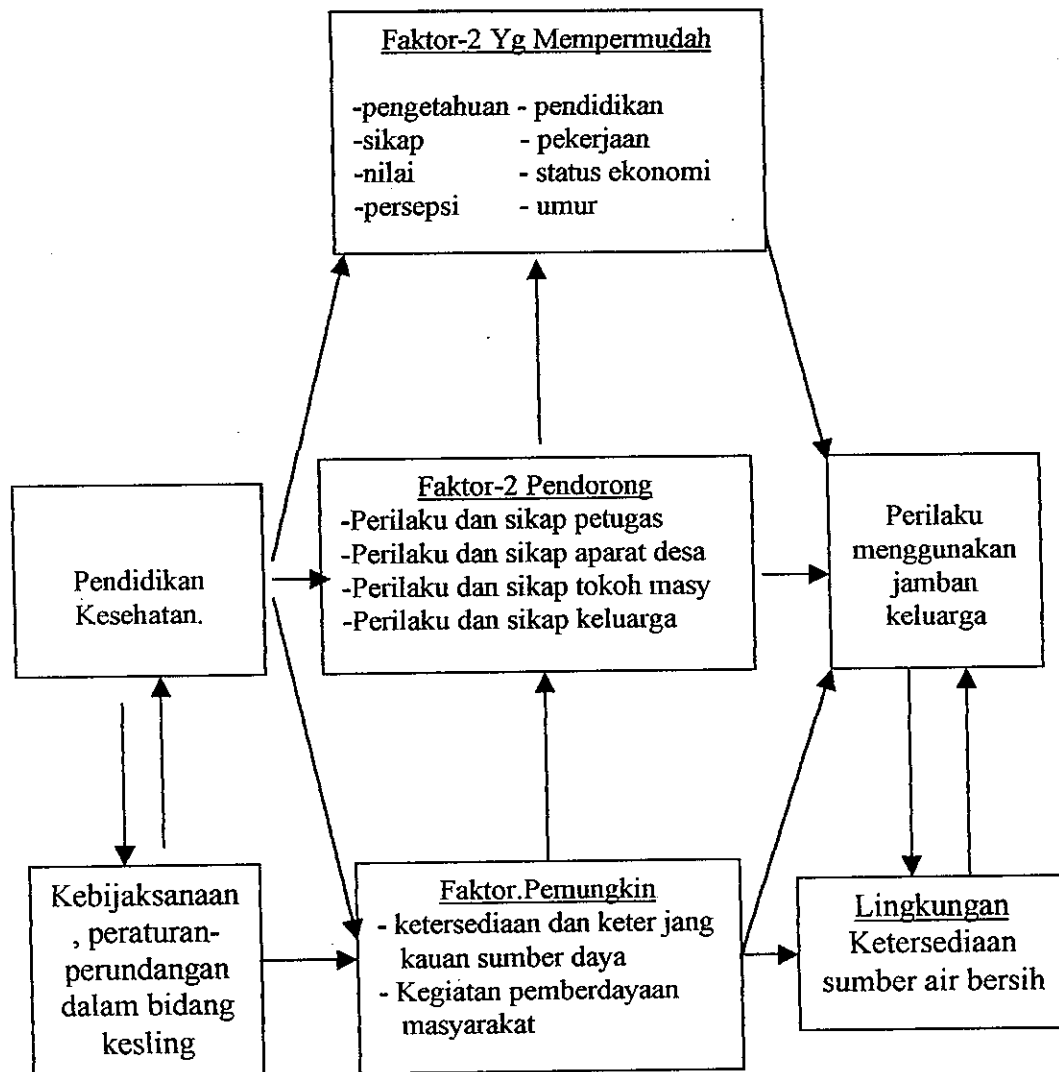 Faktor-2 Yg Mempermudah
-pengetahuan - pendidikan
-sikap - pekerjaan
-nilai - status ekonomi
-persepsi - umur
Pendidikan
Kesehatan.
Faktor-2 Pendorong
-Perilaku dan sikap petugas
-Perilaku dan sikap aparat desa
-Perilaku dan sikap tokoh masy
-Perilaku dan sikap keluarga
Perilaku
menggunakan
jamban
keluarga
Kebijaksanaan
, peraturan-
perundangan
dalam bidang
kesling
Faktor.Pemungkin
- ketersediaan dan keter jang
kauan sumber daya
- Kegiatan pemberdayaan
masyarakat
Lingkungan
Ketersediaan
sumber air bersih